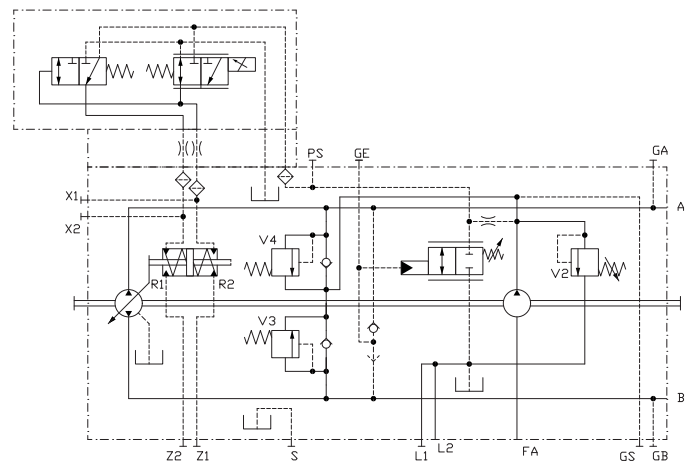 PS GE GA
X1
A
X2
V4
V2
R1 R2
V3
B
Z2 Z1 S L1 L2 FA GS GB